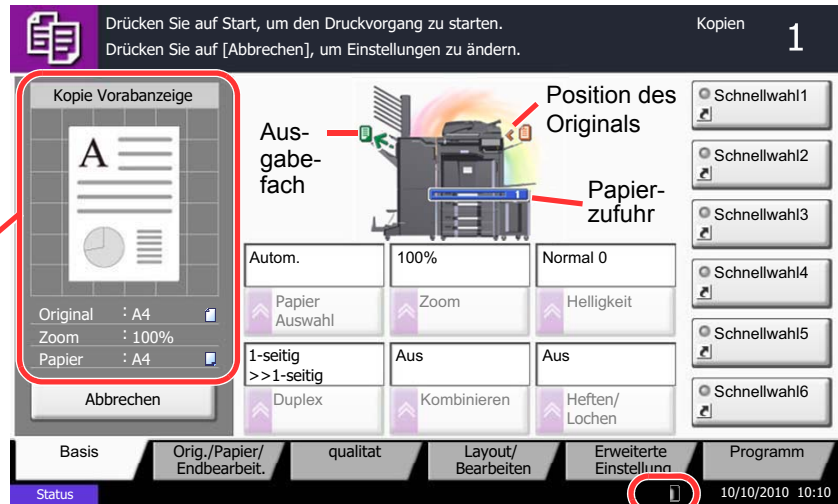 Drücken Sie auf Start, um den Druckvorgang zu starten.
Drücken Sie auf [Abbrechen], um Einstellungen zu ändern.
Kopien
1
Kopie Vorabanzeige
A
Original : A4
Zoom : 100%
Papier : A4
Abbrechen
Aus-
gabe-
fach
Position des
Originals
Papier-
zufuhr
1
Autom.
Papier
Auswahl
100%
Zoom
Normal 0
Helligkeit
1-seitig
>>1-seitig
Duplex
Aus
Kombinieren
Aus
Heften/
Lochen
Schnellwahl1
Schnellwahl2
Schnellwahl3
Schnellwahl4
Schnellwahl5
Schnellwahl6
Basis
Orig./Papier/
Endbearbeit.
qualitat
Layout/
Bearbeiten
Erweiterte
Einstellung
Programm
Status
10/10/2010 10:10